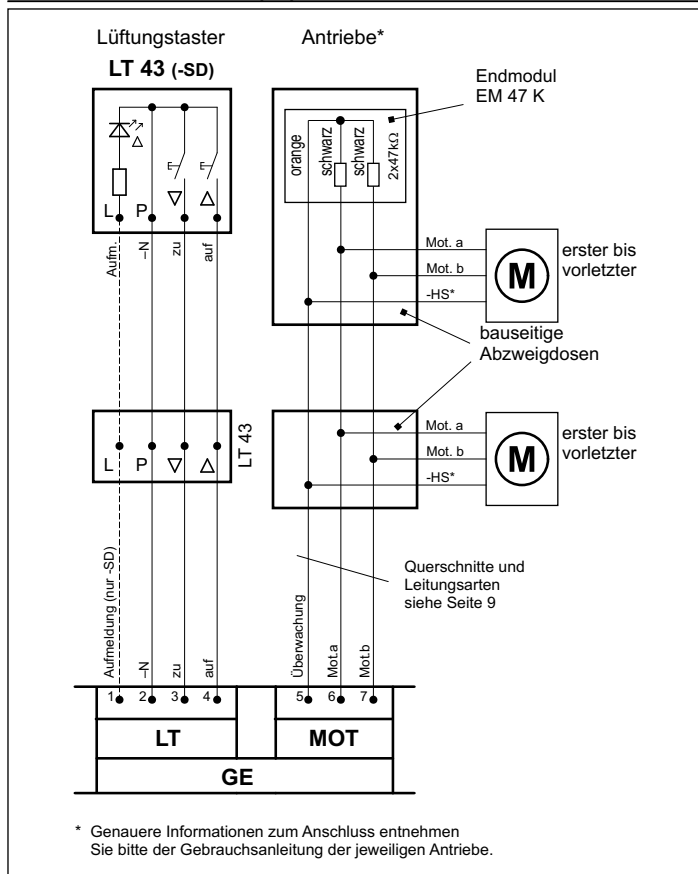 Lüftungstaster
LT 43 (-SD)
Antriebe*
Endmodul
EM 47 K
orange
schwarz
schwarz
2x47kΩ
L
P
Aufm.
–N
zu
auf
Mot. a
Mot. b
-HS*
M
erster bis
vorletzter
bauseitige
Abzweigdosen
L
P
LT 43
Mot. a
Mot. b
-HS*
M
erster bis
vorletzter
Querschnitte und
Leitungsarten
siehe Seite 9
Aufmeldung (nur -SD)
–N
zu
auf
Überwachung
Mot.a
Mot.b
1
2
3
4
5
6
7
LT
MOT
GE
* Genauere Informationen zum Anschluss entnehmen
Sie bitte der Gebrauchsanleitung der jeweiligen Antriebe.